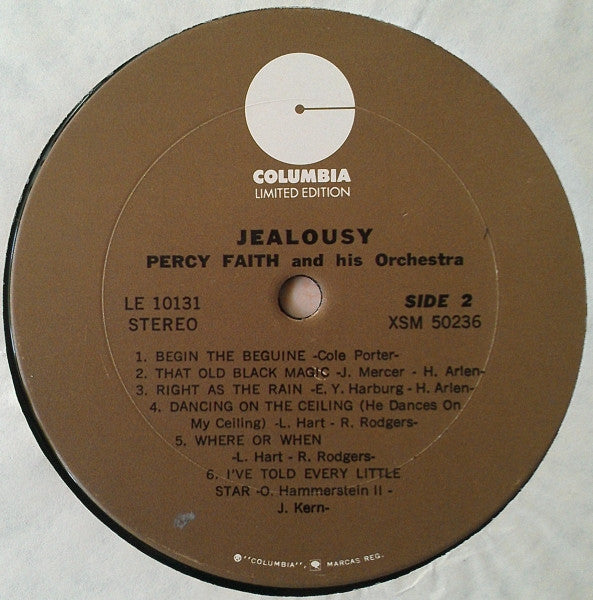 COLUMBIA
LIMITED EDITION
JEALOUSY
PERCY FAITH and his Orchestra
LE 10131
STEREO
SIDE 2
XSM 50236
1. BEGIN THE BEGUINE -Cole Porter-
2. THAT OLD BLACK MAGIC -J. Mercer - H. Arlen-
3. RIGHT AS THE RAIN -E. Y. Harburg - H. Arlen-
4. DANCING ON THE CEILING (He Dances On
My Ceiling) -L. Hart - R. Rodgers-
5. WHERE OR WHEN
-L. Hart - R. Rodgers-
6. I'VE TOLD EVERY LITTLE
STAR -O. Hammerstein II -
J. Kern-
® "COLUMBIA", MARCAS REG.